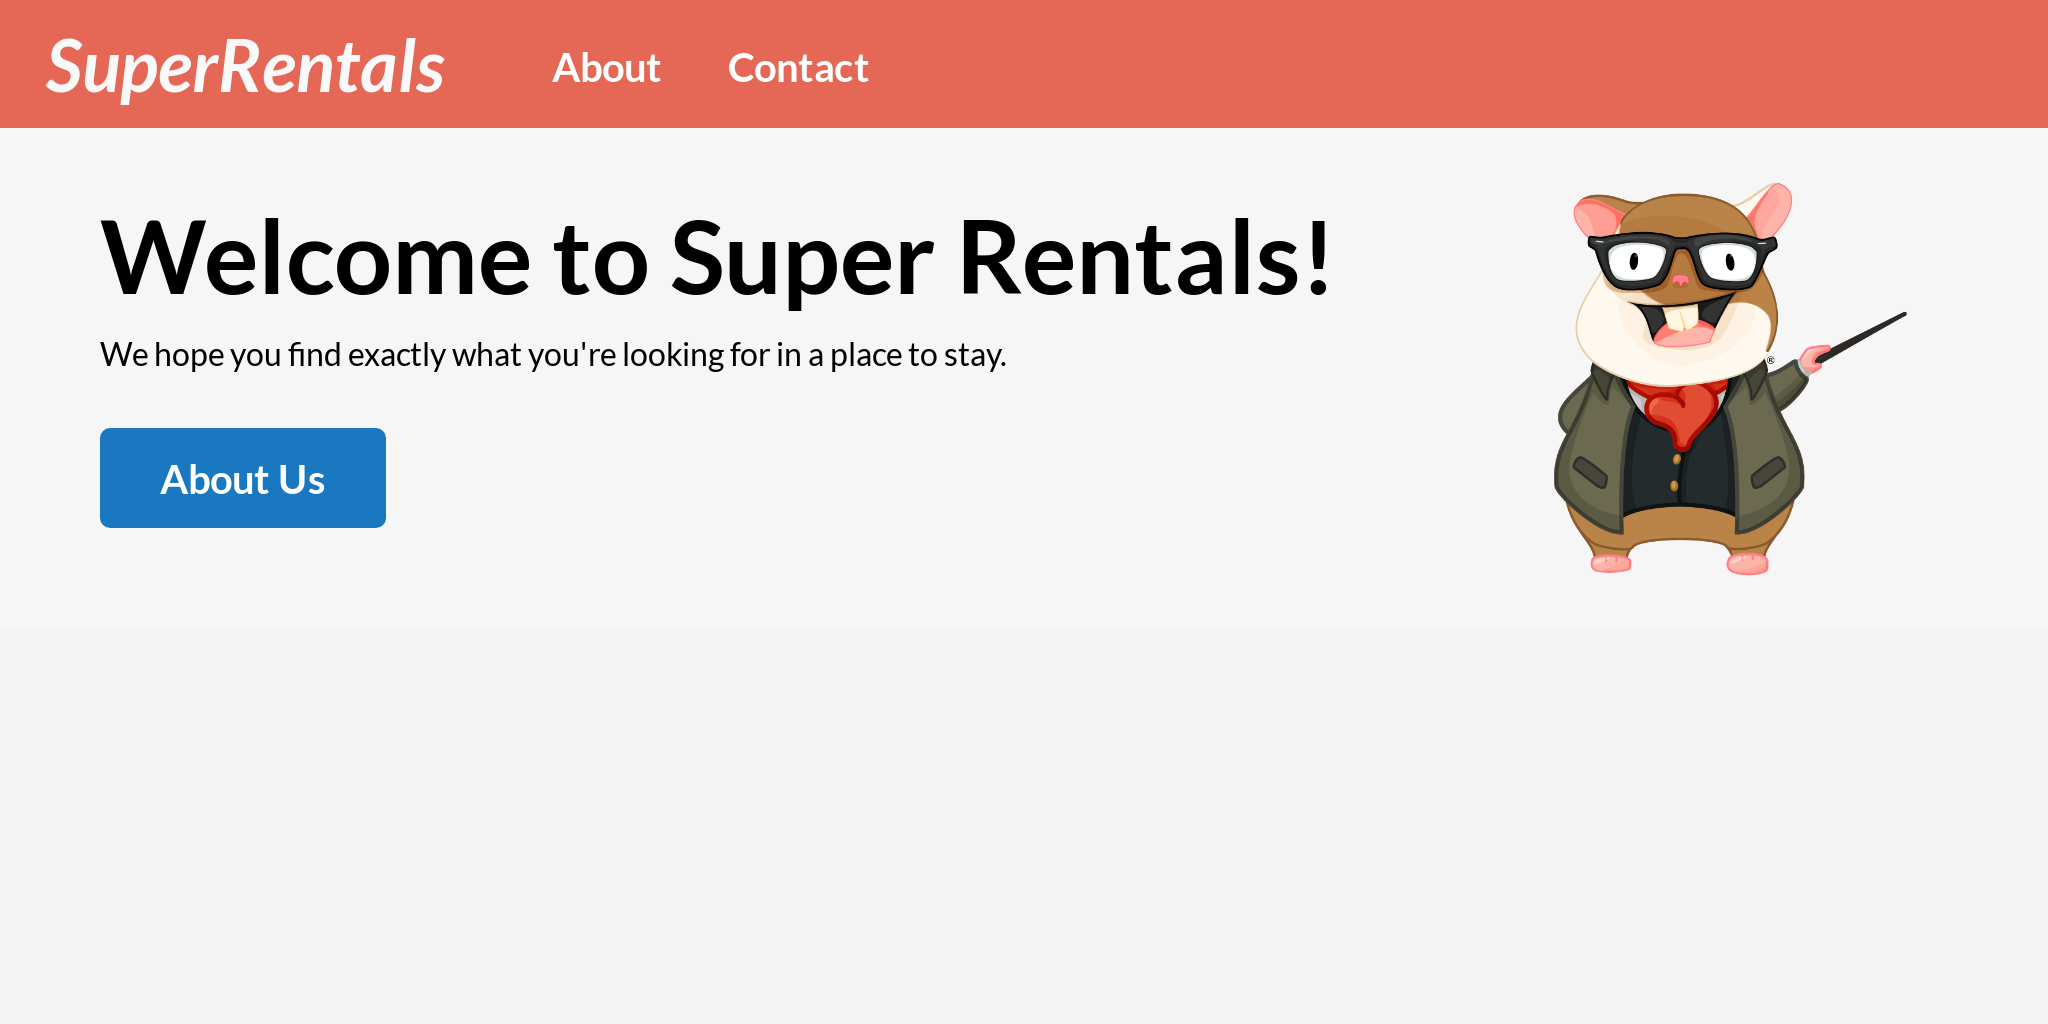 SuperRentals About Contact
Welcome to Super Rentals!
We hope you find exactly what you're looking for in a place to stay.
About Us
®